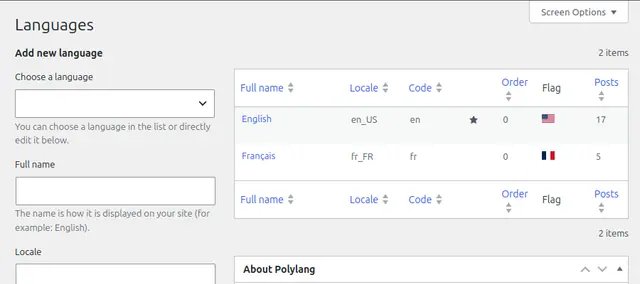 Screen Options
Languages
Add new language
2 items
Choose a language
You can choose a language in the list or directly
edit it below.
Full name
The name is how it is displayed on your site (for
example: English).
Locale
Full name Locale Code Order Flag Posts
English en_US en 0 17
Français fr_FR fr 0 5
Full name Locale Code Order Flag Posts
2 items
About Polylang